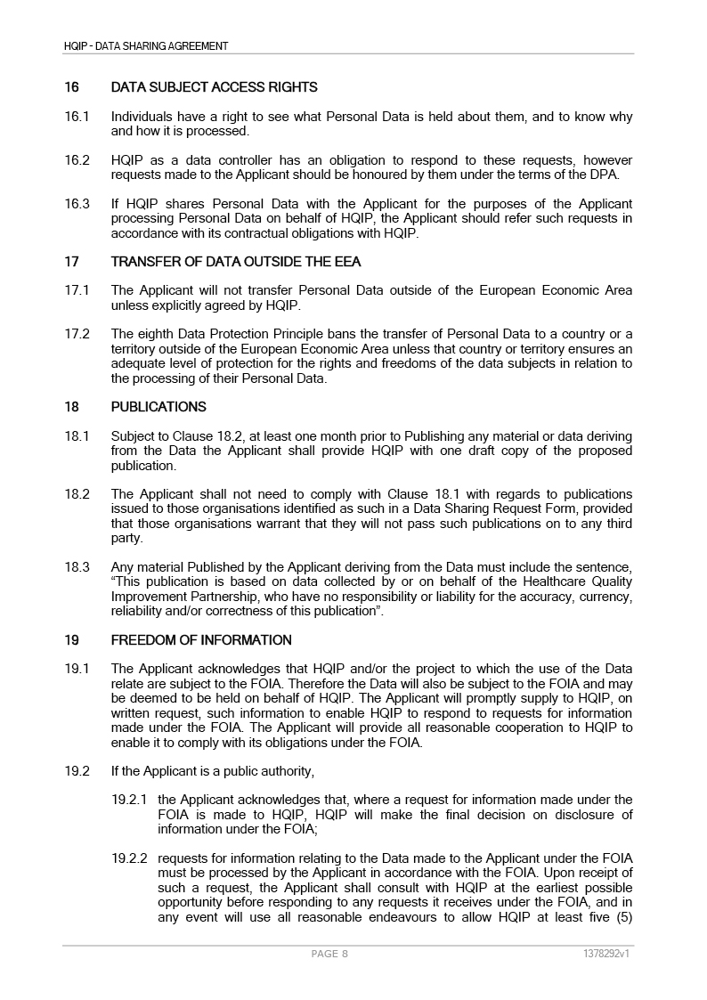 HQIP - DATA SHARING AGREEMENT
16 DATA SUBJECT ACCESS RIGHTS
16.1 Individuals have a right to see what Personal Data is held about them, and to know why
and how it is processed.
16.2 HQIP as a data controller has an obligation to respond to these requests, however
requests made to the Applicant should be honoured by them under the terms of the DPA.
16.3 If HQIP shares Personal Data with the Applicant for the purposes of the Applicant
processing Personal Data on behalf of HQIP, the Applicant should refer such requests in
accordance with its contractual obligations with HQIP.
17 TRANSFER OF DATA OUTSIDE THE EEA
17.1 The Applicant will not transfer Personal Data outside of the European Economic Area
unless explicitly agreed by HQIP.
17.2 The eighth Data Protection Principle bans the transfer of Personal Data to a country or a
territory outside of the European Economic Area unless that country or territory ensures an
adequate level of protection for the rights and freedoms of the data subjects in relation to
the processing of their Personal Data.
18 PUBLICATIONS
18.1 Subject to Clause 18.2, at least one month prior to Publishing any material or data deriving
from the Data the Applicant shall provide HQIP with one draft copy of the proposed
publication.
18.2 The Applicant shall not need to comply with Clause 18.1 with regards to publications
issued to those organisations identified as such in a Data Sharing Request Form, provided
that those organisations warrant that they will not pass such publications on to any third
party.
18.3 Any material Published by the Applicant deriving from the Data must include the sentence,
“This publication is based on data collected by or on behalf of the Healthcare Quality
Improvement Partnership, who have no responsibility or liability for the accuracy, currency,
reliability and/or correctness of this publication”.
19 FREEDOM OF INFORMATION
19.1 The Applicant acknowledges that HQIP and/or the project to which the use of the Data
relate are subject to the FOIA. Therefore the Data will also be subject to the FOIA and may
be deemed to be held on behalf of HQIP. The Applicant will promptly supply to HQIP, on
written request, such information to enable HQIP to respond to requests for information
made under the FOIA. The Applicant will provide all reasonable cooperation to HQIP to
enable it to comply with its obligations under the FOIA.
19.2 If the Applicant is a public authority,
19.2.1 the Applicant acknowledges that, where a request for information made under the
FOIA is made to HQIP, HQIP will make the final decision on disclosure of
information under the FOIA;
19.2.2 requests for information relating to the Data made to the Applicant under the FOIA
must be processed by the Applicant in accordance with the FOIA. Upon receipt of
such a request, the Applicant shall consult with HQIP at the earliest possible
opportunity before responding to any requests it receives under the FOIA, and in
any event will use all reasonable endeavours to allow HQIP at least five (5)
PAGE 8 1378292v1